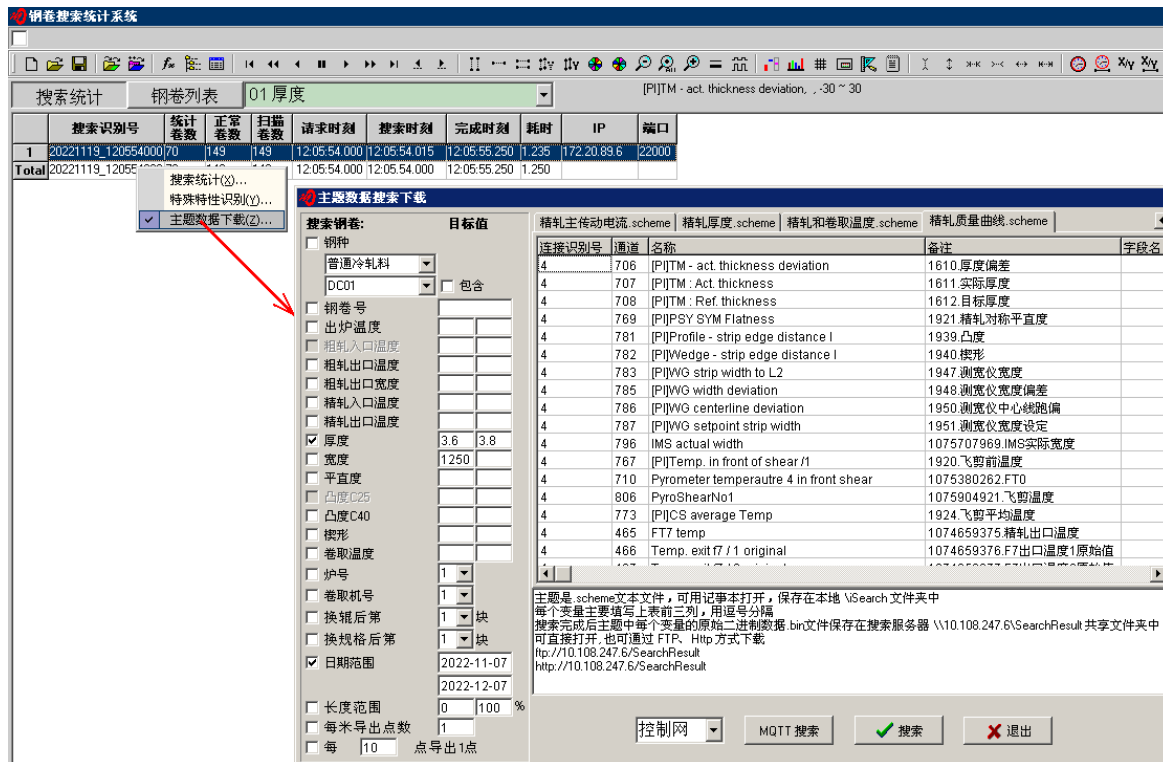 钢卷搜索统计系统
搜索统计 钢卷列表 01 厚度 [PI]TM - act. thickness deviation, , -30 ~ 30
搜索识别号 统计卷数 正常卷数 扫描卷数 请求时刻 搜索时刻 完成时刻 耗时 IP 端口
1 20221119_120554000 70 149 149 12:05:54.000 12:05:54.015 12:05:55.250 1.235 172.20.89.6 22000
Total 12:05:54.000 12:05:54.000 12:05:55.250 1.250
搜索统计(X)...
特殊特性识别(Y)...
主题数据下载(Z)...
主题数据搜索下载
搜索钢卷: 目标值
钢种
普通冷轧料
DC01 包含
钢卷号
出炉温度
粗轧入口温度
粗轧出口温度
粗轧出口宽度
精轧入口温度
精轧出口温度
厚度 3.6 3.8
宽度 1250
平直度
凸度C25
凸度C40
楔形
卷取温度
炉号 1
卷取机号 1
换辊后第 1 块
换规格后第 1 块
日期范围 2022-11-07
2022-12-07
长度范围 0 100 %
每米导出点数 1
每 10 点导出1点
精轧主传动电流.scheme 精轧厚度.scheme 精轧和卷取温度.scheme 精轧质量曲线.scheme
连接识别号 通道 名称 备注 字段名
4 706 [PI]TM - act. thickness deviation 1610.厚度偏差
4 707 [PI]TM : Act. thickness 1611.实际厚度
4 708 [PI]TM : Ref. thickness 1612.目标厚度
4 769 [PI]PSY SYM Flatness 1921.精轧对称平直度
4 781 [PI]Profile - strip edge distance I 1939.凸度
4 782 [PI]Wedge - strip edge distance I 1940.楔形
4 783 [PI]WG strip width to L2 1947.测宽仪宽度
4 785 [PI]WG width deviation 1948.测宽仪宽度偏差
4 786 [PI]WG centerline deviation 1950.测宽仪中心线跑偏
4 787 [PI]WG setpoint strip width 1951.测宽仪宽度设定
4 796 IMS actual width 1075707969.IMS实际宽度
4 767 [PI]Temp. in front of shear /1 1920.飞剪前温度
4 710 Pyrometer temperautre 4 in front shear 1075380262.FT0
4 806 PyroShearNo1 1075904921.飞剪温度
4 773 [PI]CS average Temp 1924.飞剪平均温度
4 465 FT7 temp 1074659375.精轧出口温度
4 466 Temp. exit f7 / 1 original 1074659376.F7出口温度1原始值
主题是.scheme文本文件，可用记事本打开，保存在本地 \iSearch 文件夹中
每个变量主要填写上表前三列，用逗号分隔
搜索完成后主题中每个变量的原始二进制数据.bin文件保存在搜索服务器 \\10.108.247.6\SearchResult 共享文件夹中
可直接打开,也可通过 FTP、Http 方式下载
ftp://10.108.247.6/SearchResult
http://10.108.247.6/SearchResult
控制网 MQTT 搜索 搜索 退出